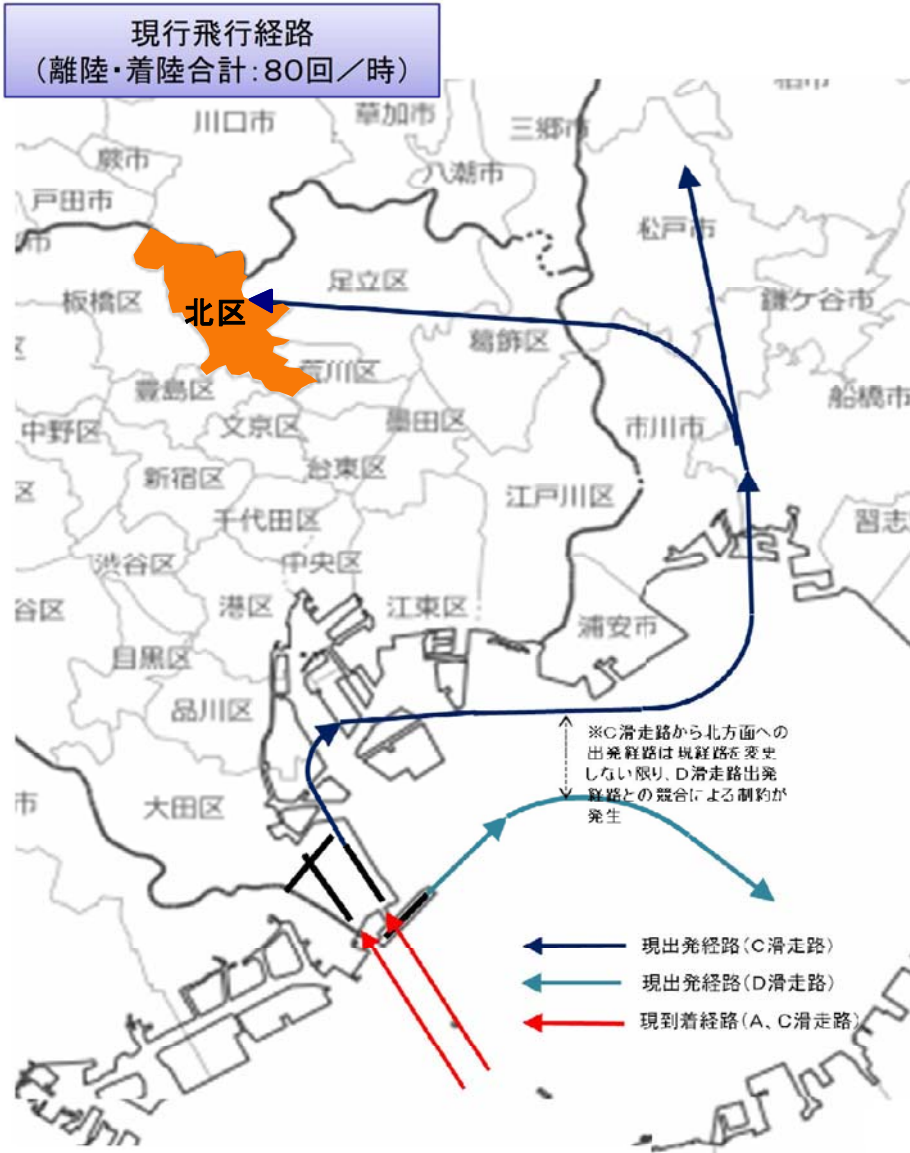 現行飛行経路
(離陸・着陸合計:80回/時)
川口市
草加市
三郷市
蕨市
八潮市
戸田市
松戸市
足立区
板橋区
北区
鎌ケ谷市
葛飾区
荒川区
豊島区
船橋市
中野区
文京区
墨田区
市川市
台東区
新宿区
江戸川区
千代田区
習志
渋谷区
中央区
谷区
港区
江東区
浦安市
目黒区
品川区
※C滑走路から北方面への
出発経路は現経路を変更
しない限り、D滑走路出発
経路との競合による制約が
発生
市
大田区
現出発経路(C滑走路)
現出発経路(D滑走路)
現到着経路(A、C滑走路)